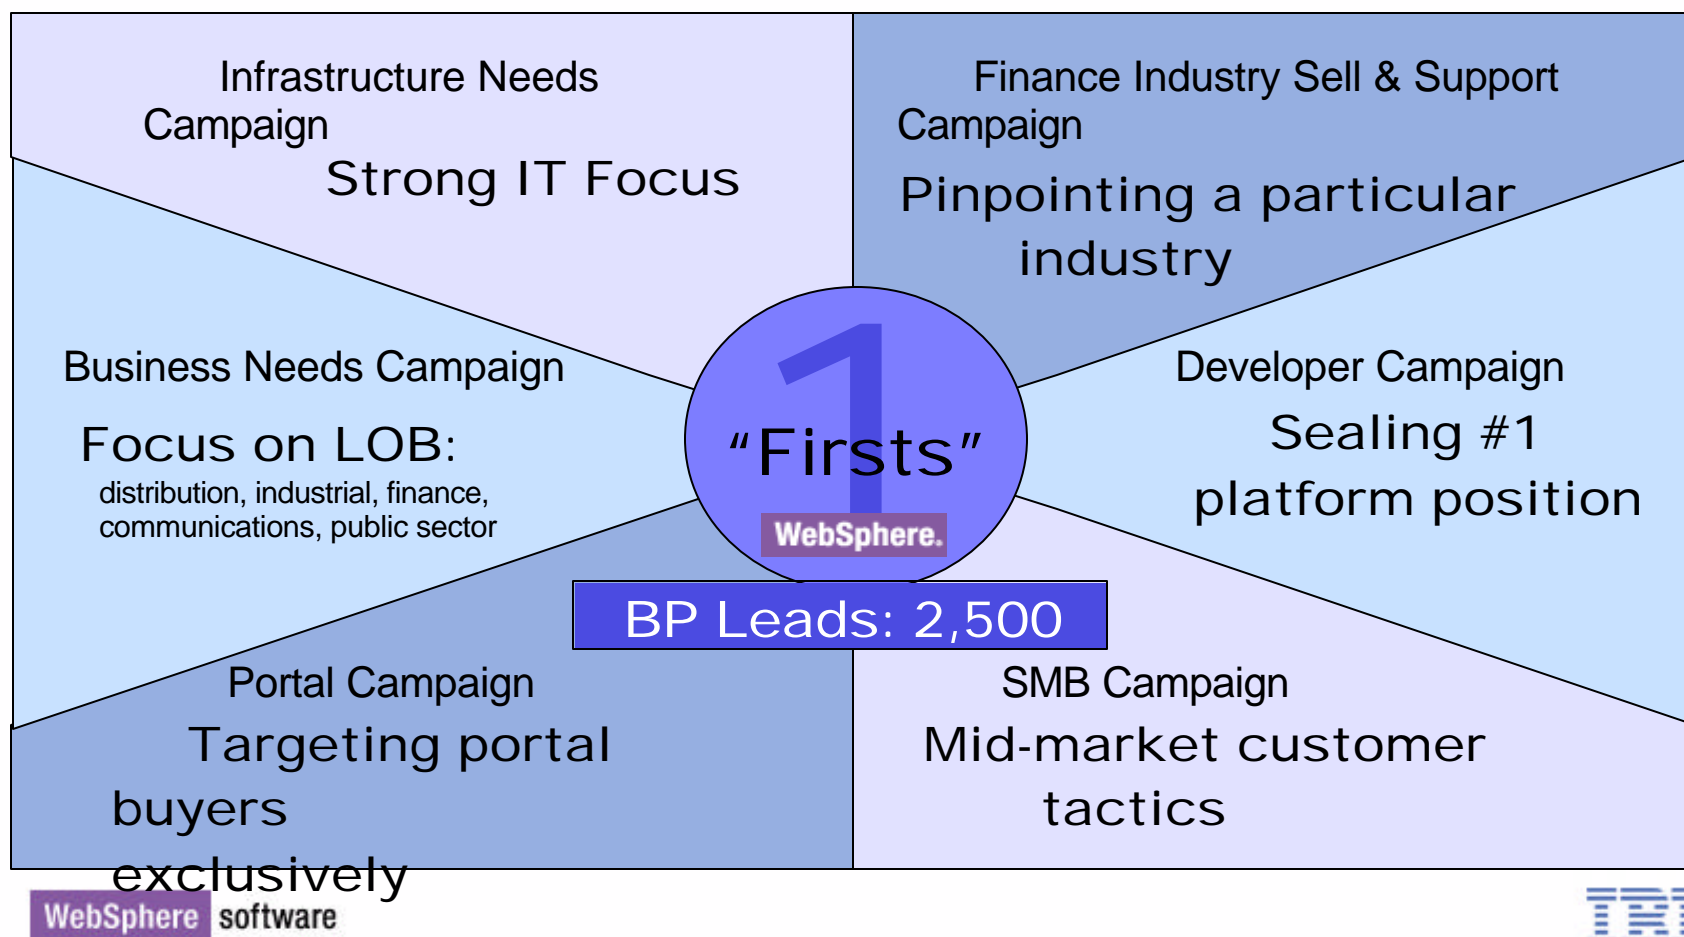 Infrastructure Needs
Campaign
Strong IT Focus
Finance Industry Sell & Support
Campaign
Pinpointing a particular
industry
Business Needs Campaign
Focus on LOB:
distribution, industrial, finance,
communications, public sector
1
“Firsts”
WebSphere.
Developer Campaign
Sealing #1
platform position
BP Leads: 2,500
Portal Campaign
Targeting portal
buyers
exclusively
SMB Campaign
Mid-market customer
tactics
WebSphere software